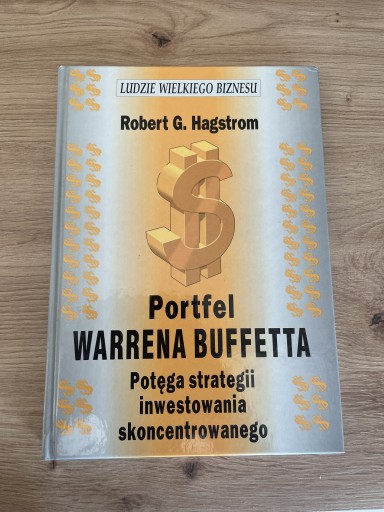 LUDZIE WIELKIEGO BIZNESU
Robert G. Hagstrom
Portfel
WARRENA BUFFETTA
Potęga strategii
inwestowania
skoncentrowanego